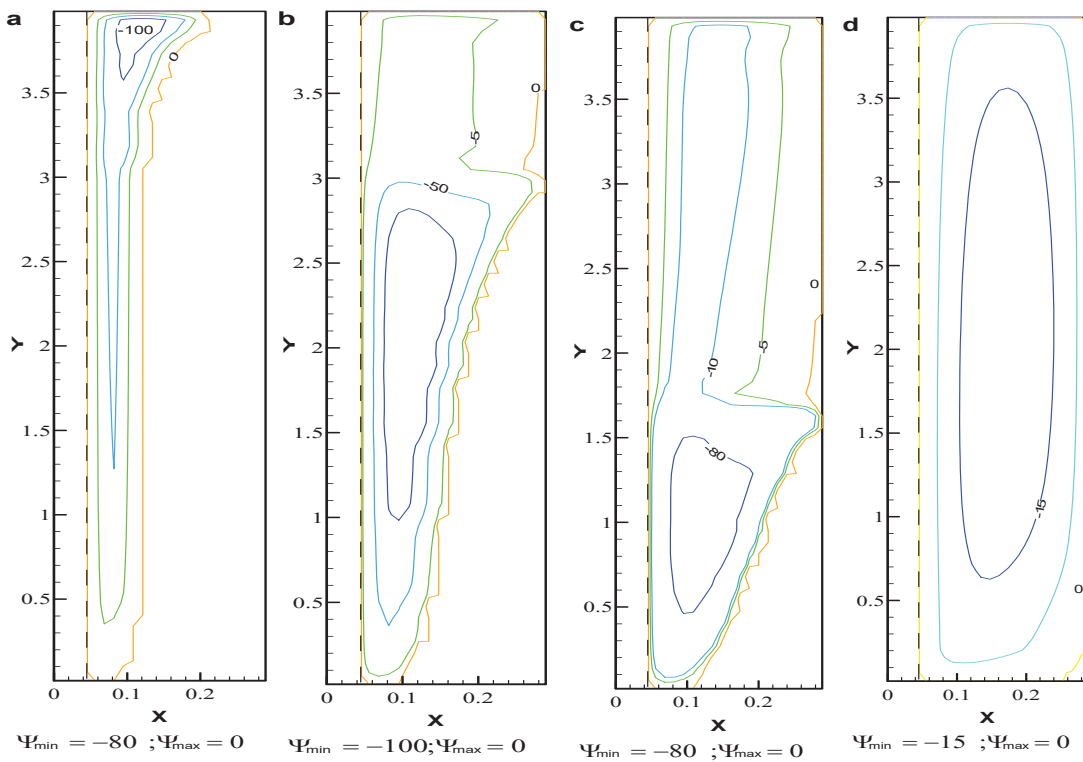 a b c d
-100
0
0
-5
-50
0
-10
-5
-80
-15
0
3.5 3.5 3.5 3.5
3 3 3 3
2.5 2.5 2.5 2.5
Y Y Y Y
2 2 2 2
1.5 1.5 1.5 1.5
1 1 1 1
0.5 0.5 0.5 0.5
0 0.1 0.2 0 0.1 0.2 0 0.1 0.2 0 0.1 0.2
X X X X
Ψmin = −80 ;Ψmax = 0 Ψmin = −100;Ψmax = 0 Ψmin = −80 ;Ψmax = 0 Ψmin = −15 ;Ψmax = 0